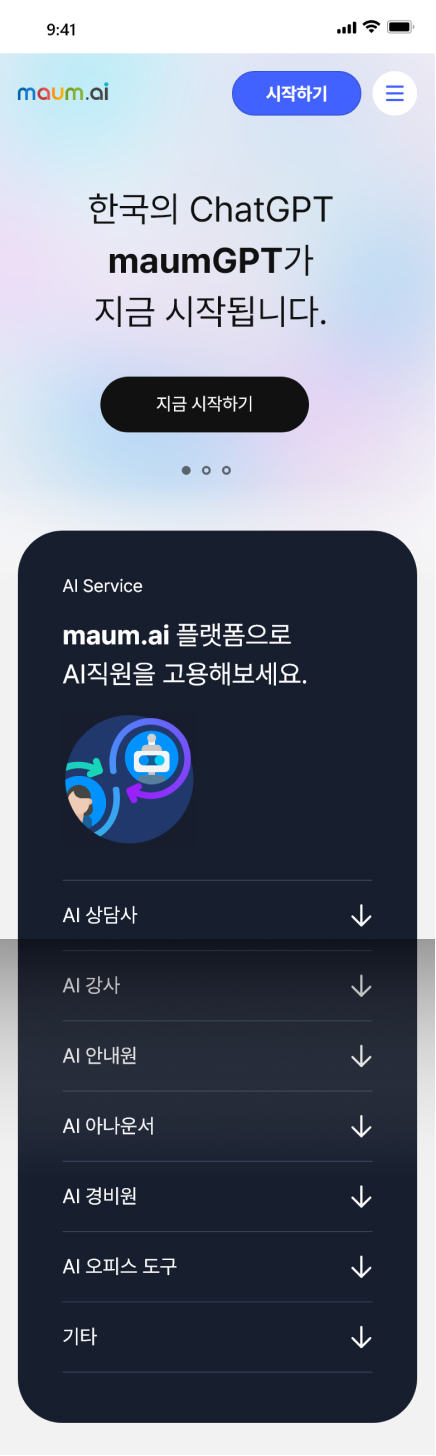 9:41
maum.ai
시작하기
한국의 ChatGPT
maumGPT가
지금 시작됩니다.
지금 시작하기
AI Service
maum.ai 플랫폼으로
AI직원을 고용해보세요.
AI 상담사
AI 강사
AI 안내원
AI 아나운서
AI 경비원
AI 오피스 도구
기타